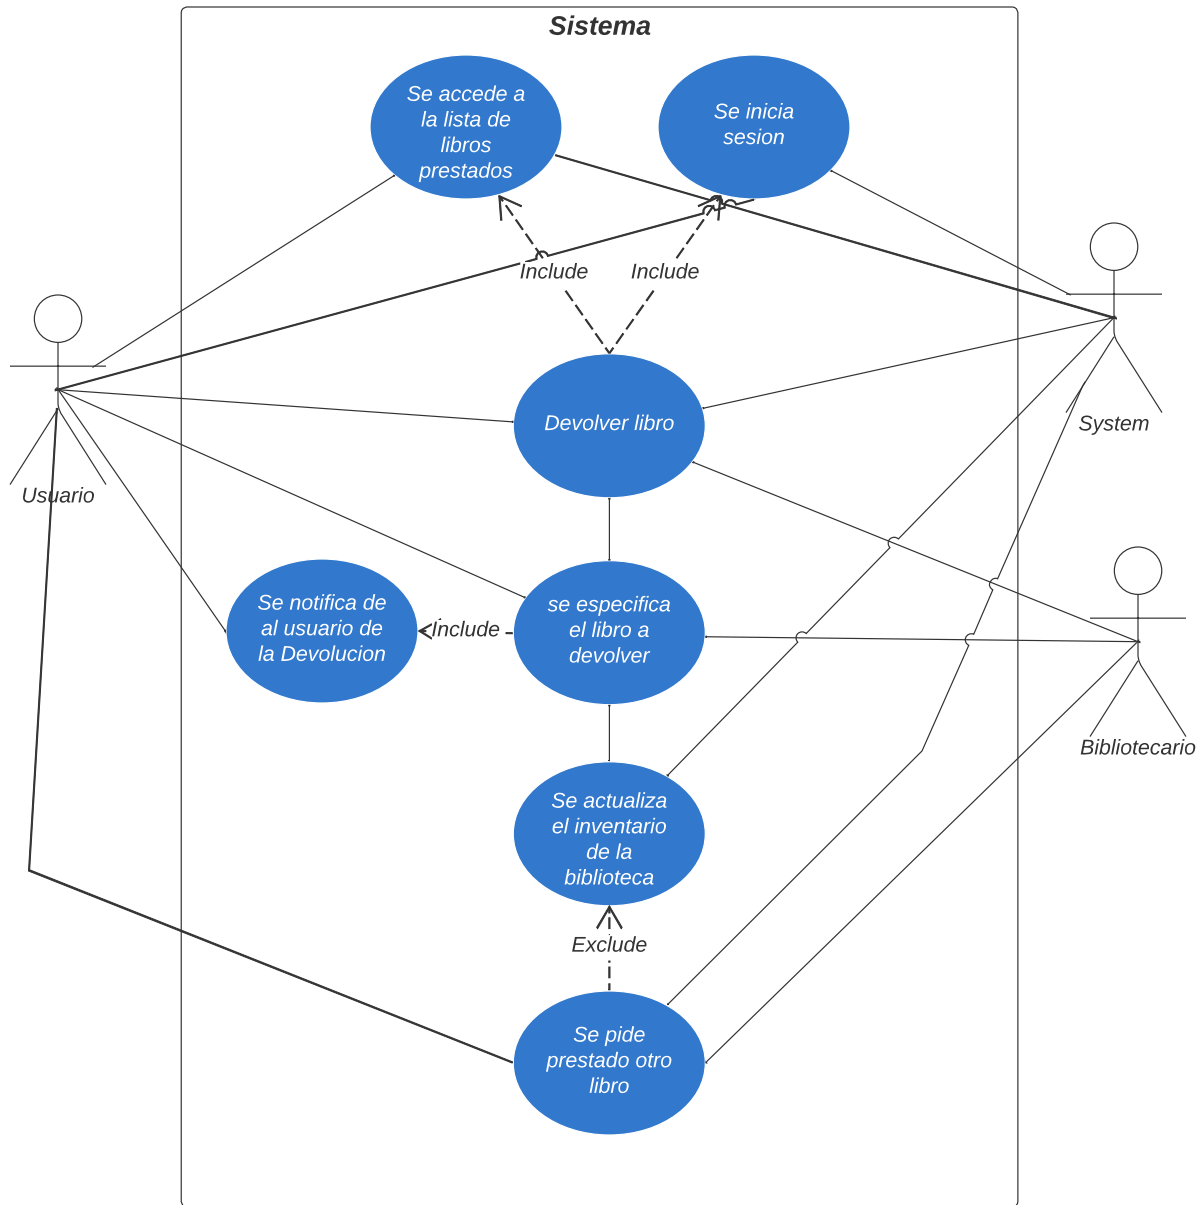 Sistema
Se accede a
la lista de
libros
prestados
Se inicia
sesion
Include
Include
Devolver libro
System
Usuario
Se notifica de
al usuario de
la Devolucion
Include
se especifica
el libro a
devolver
Bibliotecario
Se actualiza
el inventario
de la
biblioteca
Exclude
Se pide
prestado otro
libro